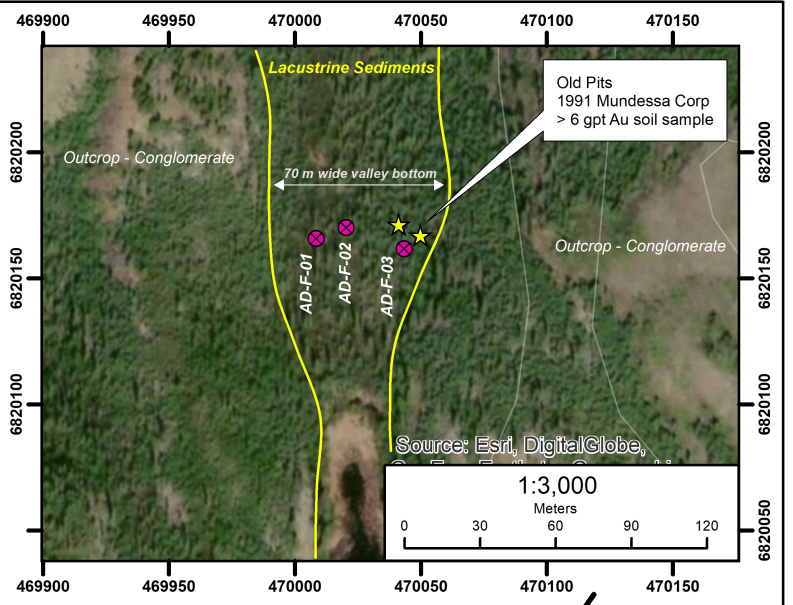 469900 469950 470000 470050 470100 470150
Lacustrine Sediments
Old Pits
1991 Mundessa Corp
> 6 gpt Au soil sample
6820200
6820200
Outcrop - Conglomerate
70 m wide valley bottom
Outcrop - Conglomerate
AD-F-01
AD-F-02
AD-F-03
6820150
6820150
6820100
6820100
Source: Esri, DigitalGlobe,
1:3,000
Meters
0 30 60 90 120
6820050
6820050
469900 469950 470000 470050 470100 470150